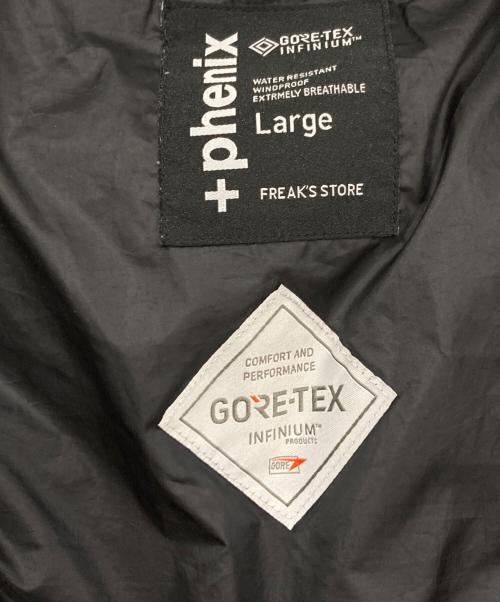 +phenix
GORE-TEX
INFINIUM™
WATER RESISTANT
WINDPROOF
EXTRMELY BREATHABLE
Large
FREAK'S STORE
COMFORT AND
PERFORMANCE
GORE-TEX
INFINIUM™
PRODUCTS
GORE